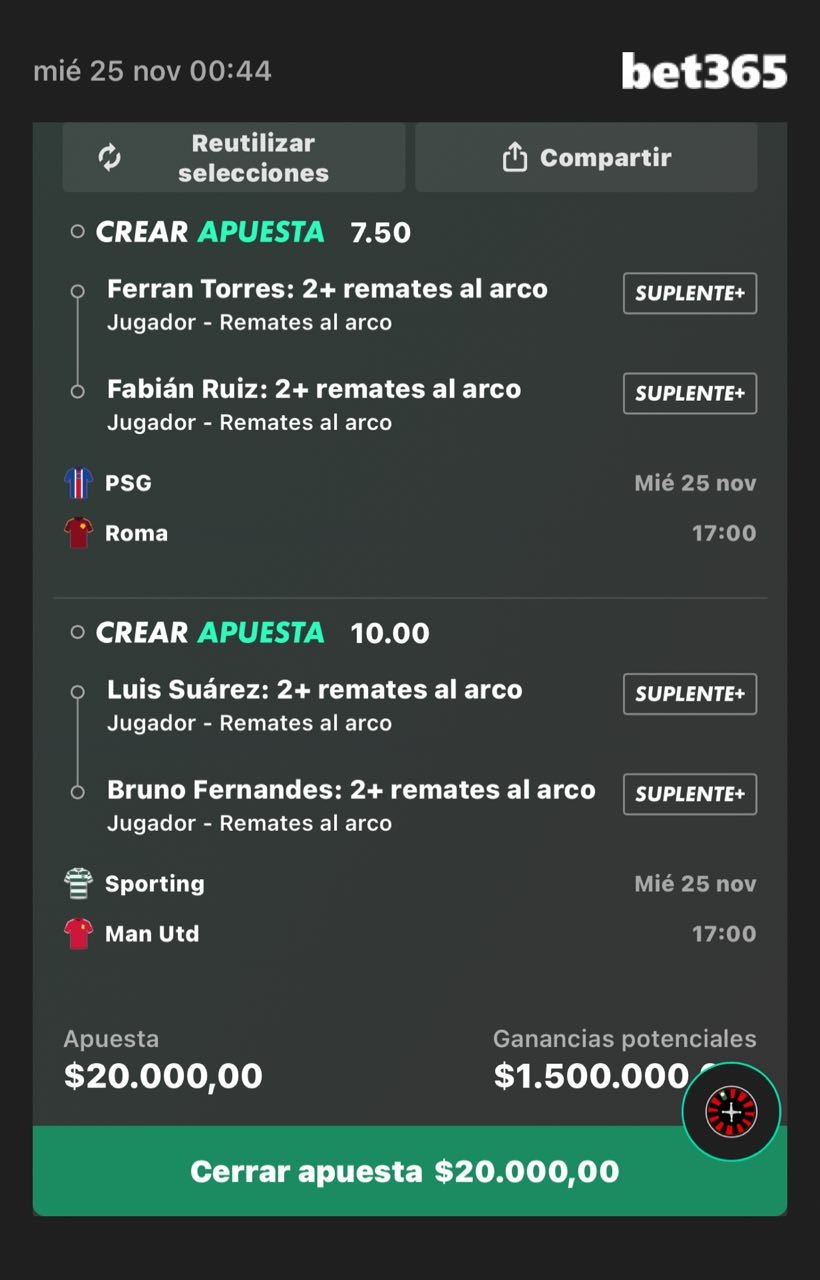 mié 25 nov 00:44
bet365
Reutilizar
selecciones
Compartir
CREAR APUESTA 7.50
Ferran Torres: 2+ remates al arco
SUPLENTE+
Jugador - Remates al arco
Fabián Ruiz: 2+ remates al arco
SUPLENTE+
Jugador - Remates al arco
PSG
Mié 25 nov
Roma
17:00
CREAR APUESTA 10.00
Luis Suárez: 2+ remates al arco
SUPLENTE+
Jugador - Remates al arco
Bruno Fernandes: 2+ remates al arco
SUPLENTE+
Jugador - Remates al arco
Sporting
Mié 25 nov
Man Utd
17:00
Apuesta
Ganancias potenciales
$20.000,00
$1.500.000
Cerrar apuesta $20.000,00